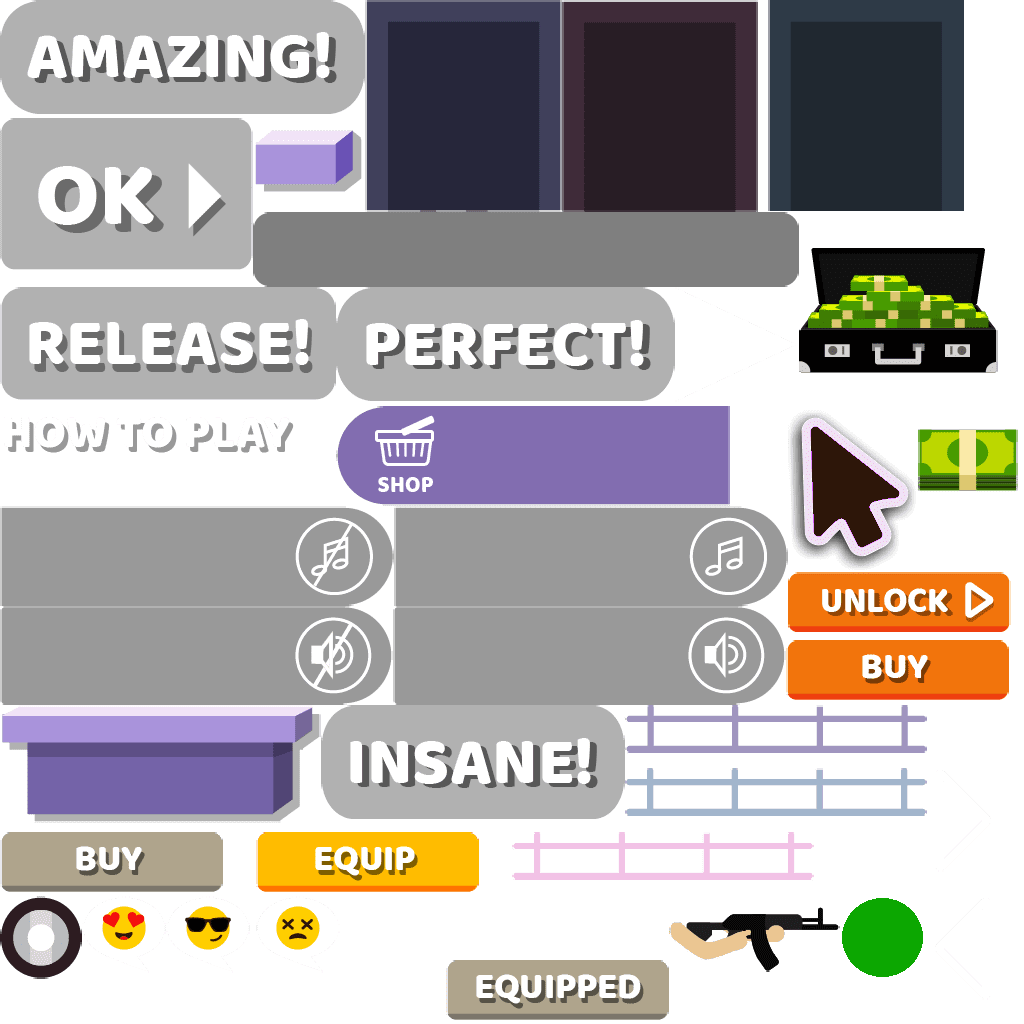 AMAZING!
OK
RELEASE!
PERFECT!
HOW TO PLAY
SHOP
UNLOCK
BUY
INSANE!
BUY
EQUIP
EQUIPPED